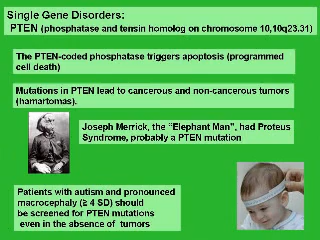 Single Gene Disorders:
PTEN (phosphatase and tensin homolog on chromosome 10,10q23.31)
The PTEN-coded phosphatase triggers apoptosis (programmed
cell death)
Mutations in PTEN lead to cancerous and non-cancerous tumors
(hamartomas).
Joseph Merrick, the "Elephant Man", had Proteus
Syndrome, probably a PTEN mutation
Patients with autism and pronounced
macrocephaly (≥ 4 SD) should
be screened for PTEN mutations
even in the absence of tumors